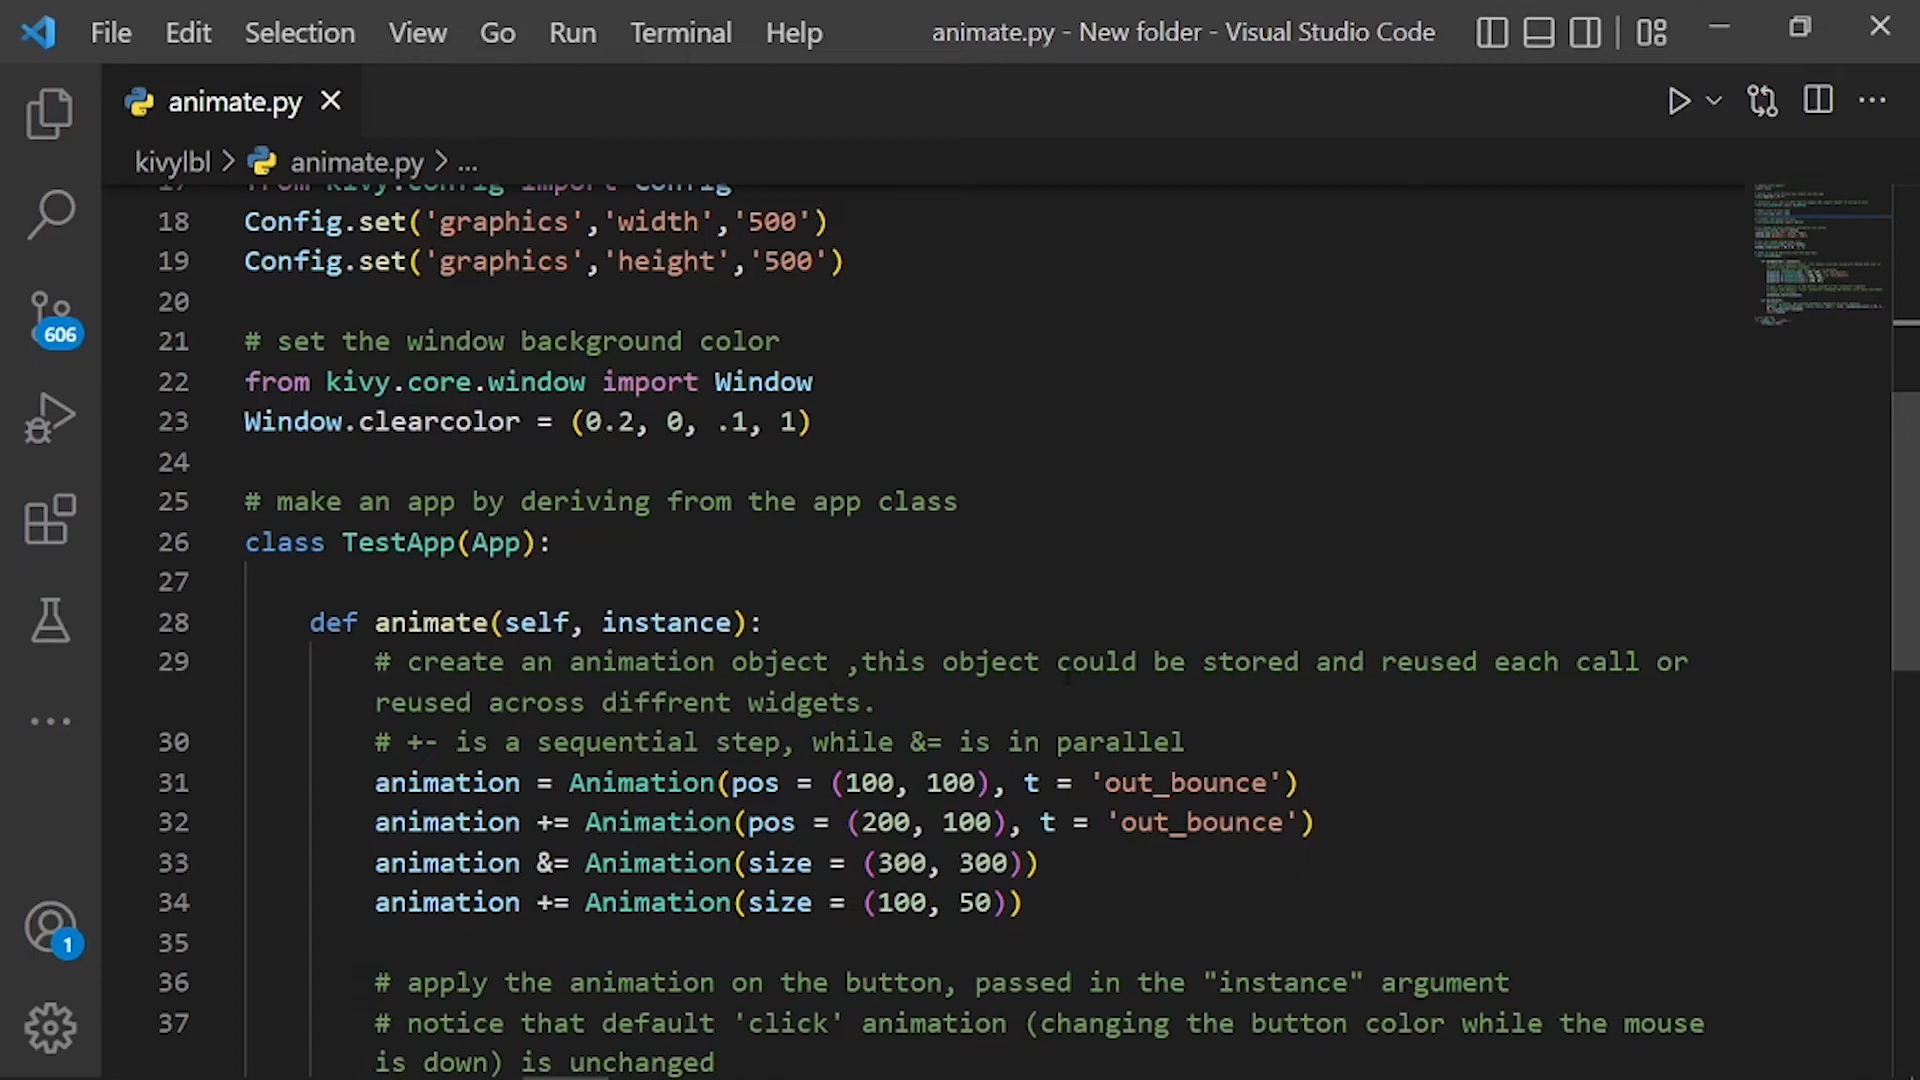 File Edit Selection View Go Run Terminal Help animate.py - New folder - Visual Studio Code
animate.py
kivylbl > animate.py > ...
17 from kivy.config import Config
18 Config.set('graphics','width','500')
19 Config.set('graphics','height','500')
20
21 # set the window background color
22 from kivy.core.window import Window
23 Window.clearcolor = (0.2, 0, .1, 1)
24
25 # make an app by deriving from the app class
26 class TestApp(App):
27
28 def animate(self, instance):
29 # create an animation object ,this object could be stored and reused each call or
reused across diffrent widgets.
30 # +- is a sequential step, while &= is in parallel
31 animation = Animation(pos = (100, 100), t = 'out_bounce')
32 animation += Animation(pos = (200, 100), t = 'out_bounce')
33 animation &= Animation(size = (300, 300))
34 animation += Animation(size = (100, 50))
35
36 # apply the animation on the button, passed in the "instance" argument
37 # notice that default 'click' animation (changing the button color while the mouse
is down) is unchanged
606
1